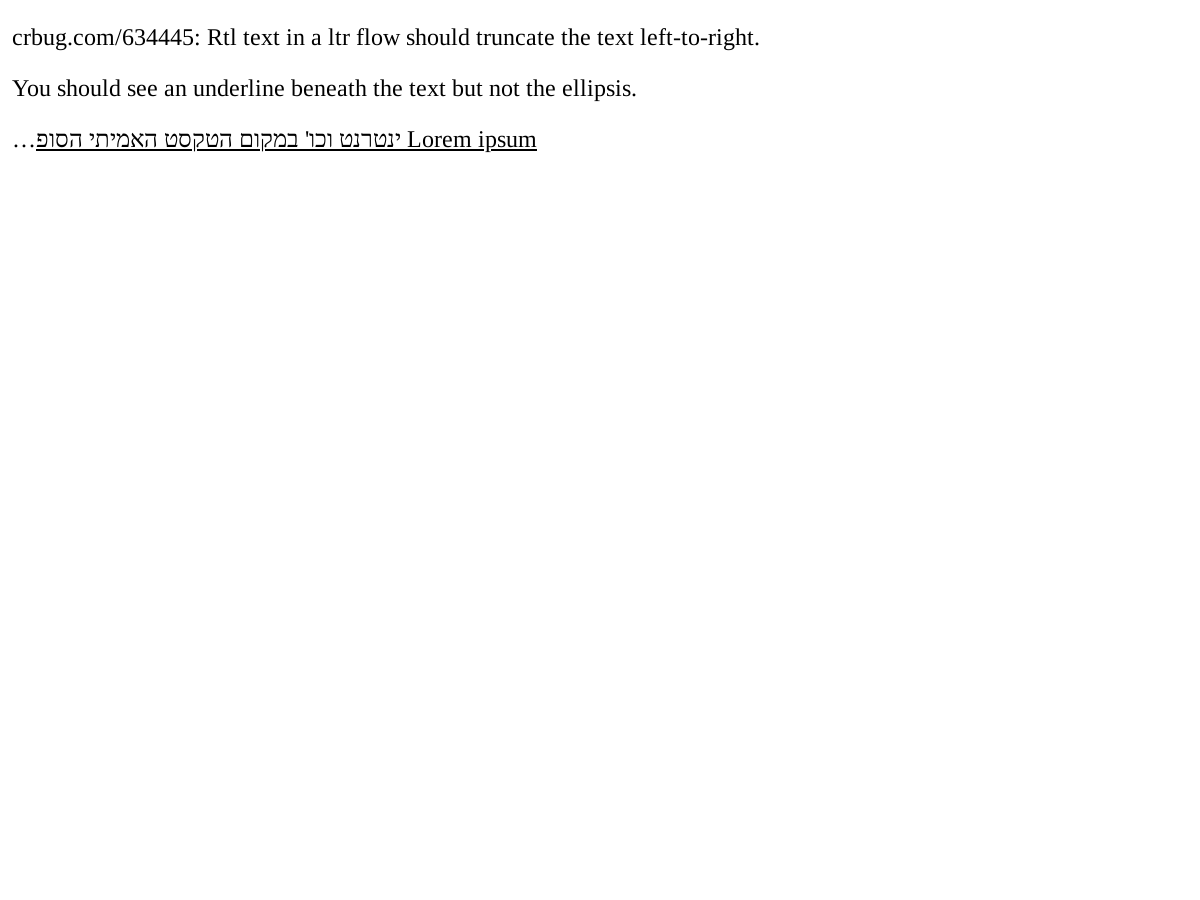 crbug.com/634445: Rtl text in a ltr flow should truncate the text left-to-right.
You should see an underline beneath the text but not the ellipsis.
Lorem ipsum ינטרנט וכו' במקום הטקסט האמיתי הסופ…